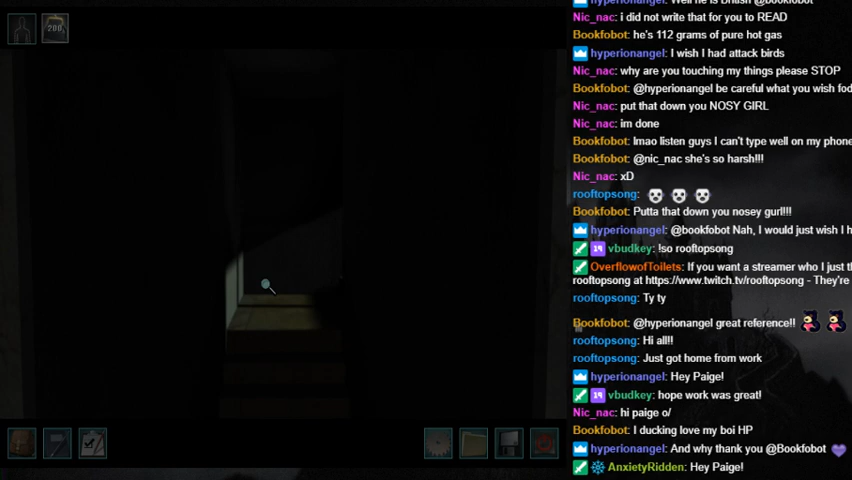 200
hyperionangel: Well he is British @bookfobot
Nic_nac: i did not write that for you to READ
Bookfobot: he's 112 grams of pure hot gas
hyperionangel: I wish I had attack birds
Nic_nac: why are you touching my things please STOP
Bookfobot: @hyperionangel be careful what you wish fod
Nic_nac: put that down you NOSY GIRL
Nic_nac: im done
Bookfobot: lmao listen guys I can't type well on my phone
Bookfobot: @nic_nac she's so harsh!!!
Nic_nac: xD
rooftopsong:
Bookfobot: Putta that down you nosey gurl!!!
hyperionangel: @bookfobot Nah, I would just wish I h
19 vbudkey: !so rooftopsong
OverflowofToilets: If you want a streamer who I just th
rooftopsong at https://www.twitch.tv/rooftopsong - They're
rooftopsong: Ty ty
Bookfobot: @hyperionangel great reference!!
rooftopsong: Hi all!!
rooftopsong: Just got home from work
hyperionangel: Hey Paige!
19 vbudkey: hope work was great!
Nic_nac: hi paige o/
Bookfobot: I ducking love my boi HP
hyperionangel: And why thank you @Bookfobot
AnxietyRidden: Hey Paige!